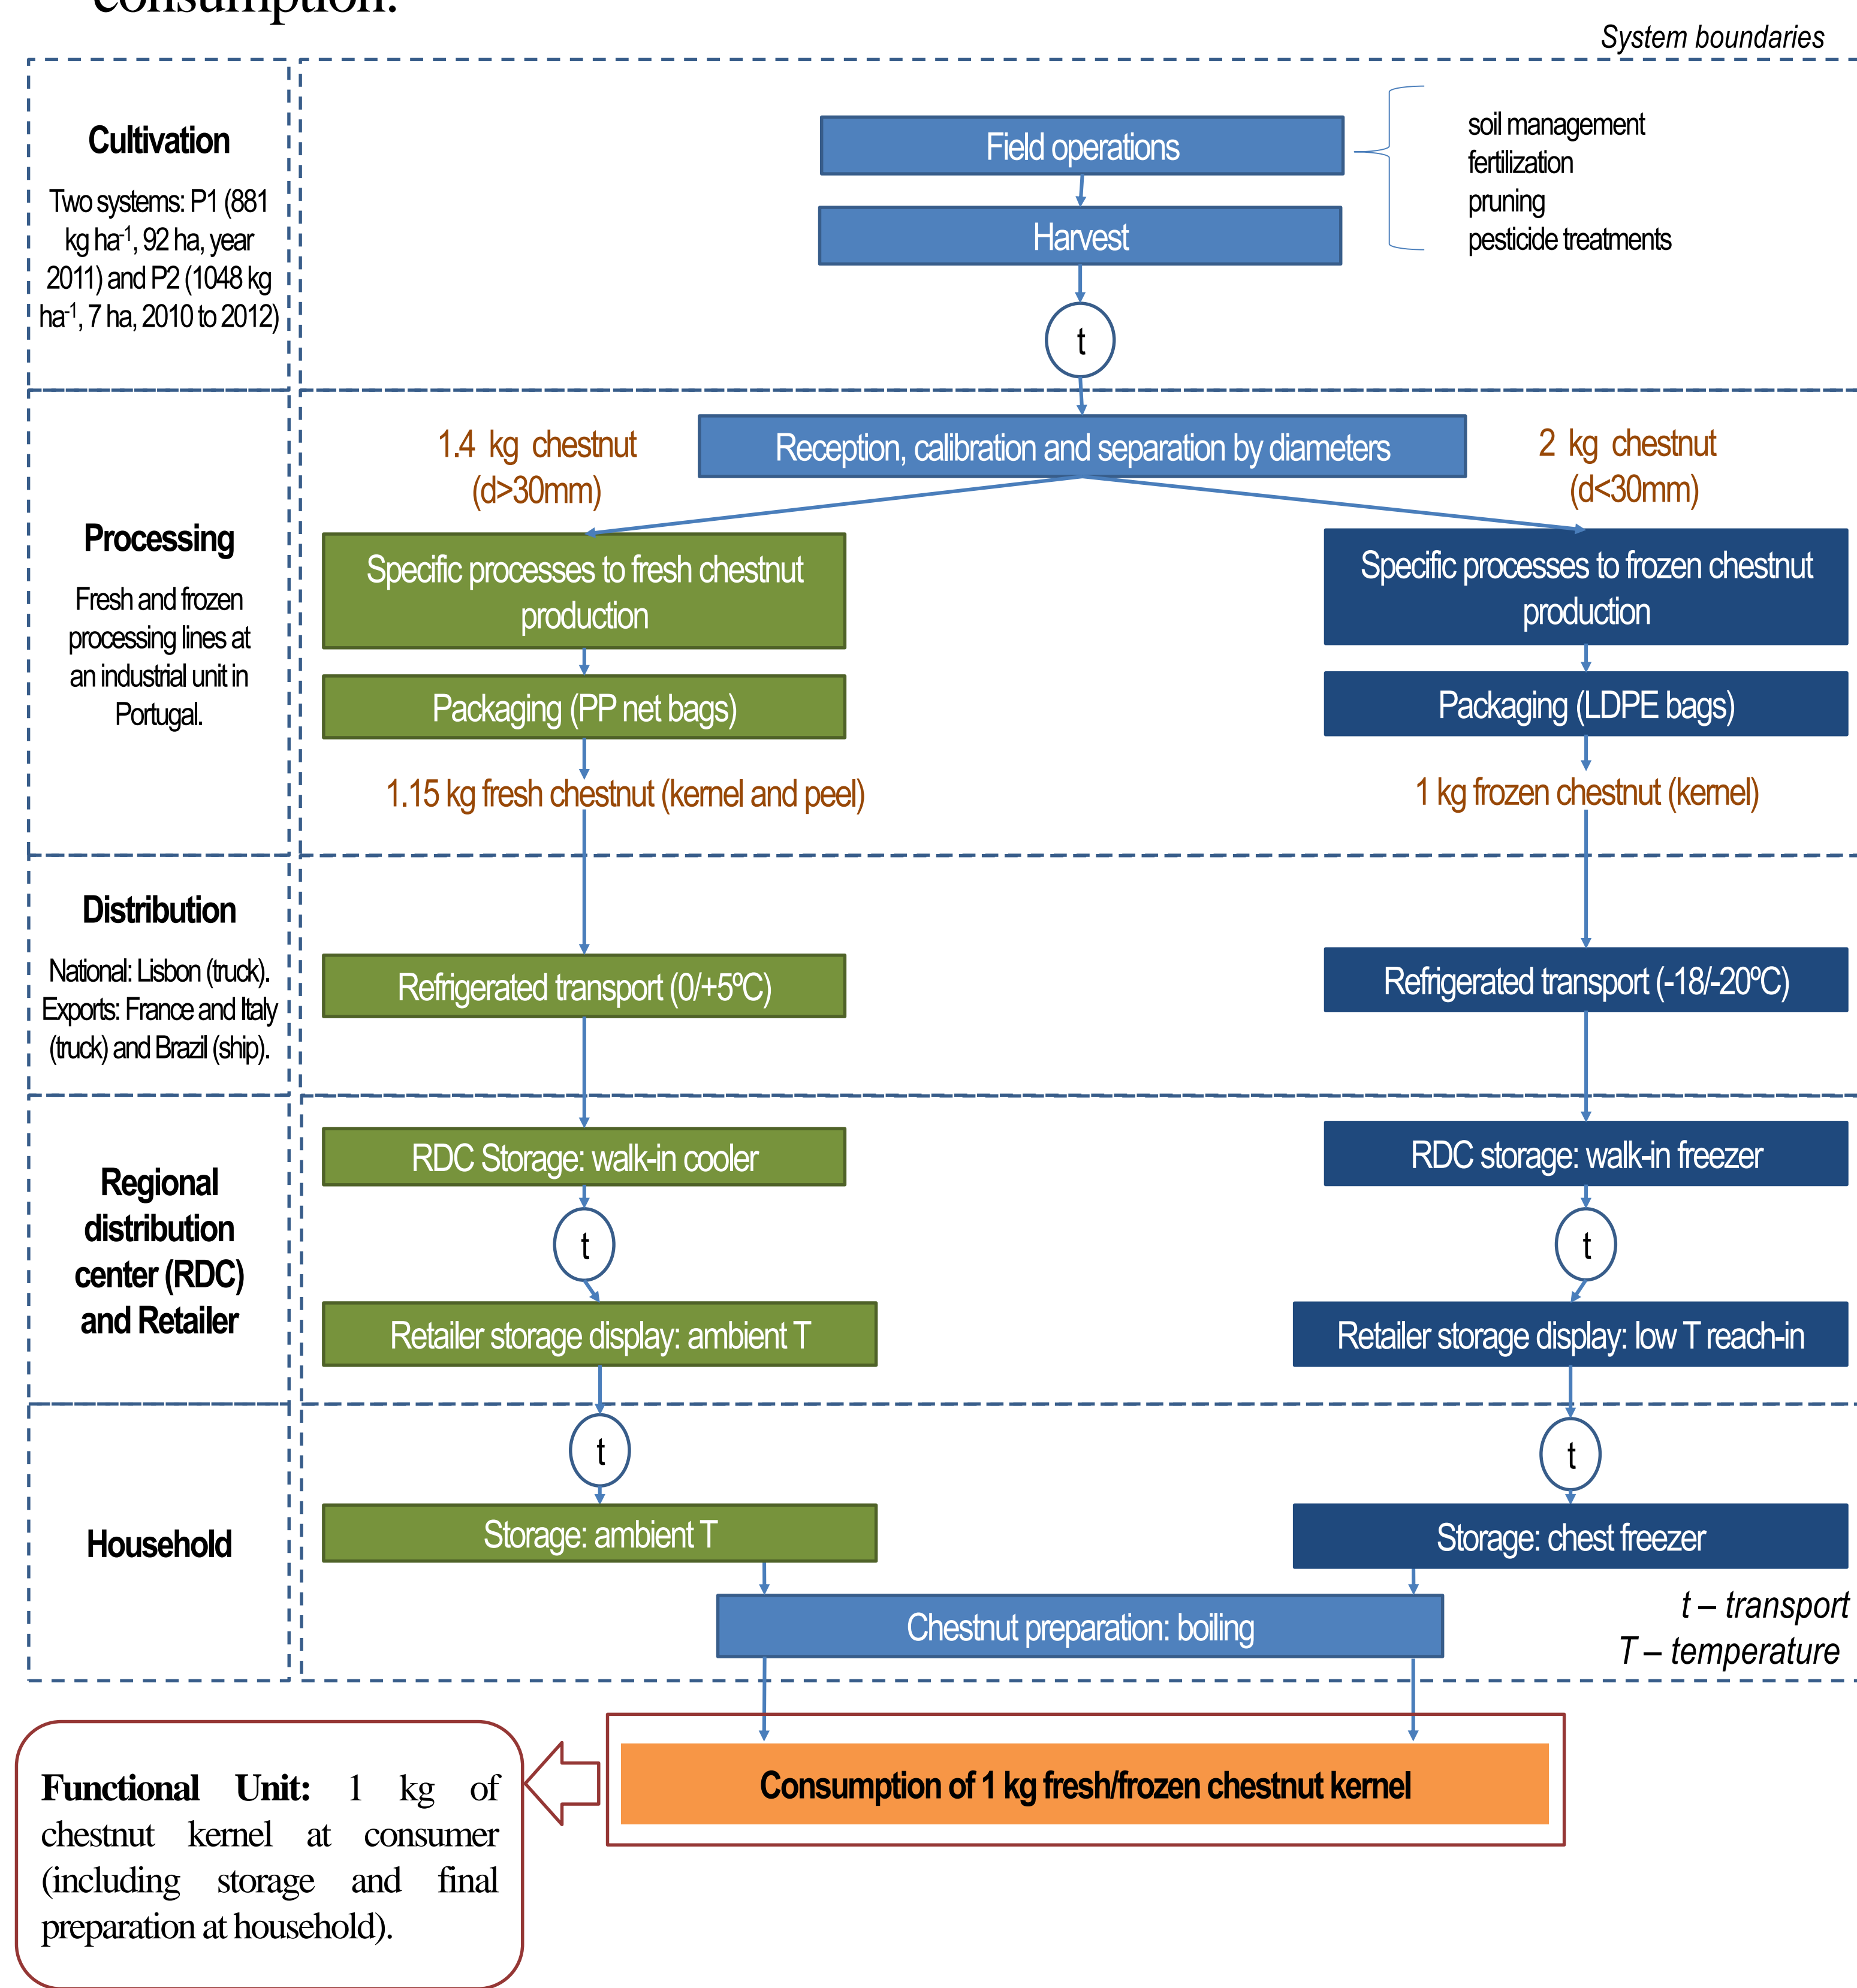 consumption.
System boundaries
Cultivation
Two systems: P1 (881
kg ha⁻¹, 92 ha, year
2011) and P2 (1048 kg
ha⁻¹, 7 ha, 2010 to 2012)
Field operations
soil management
fertilization
pruning
pesticide treatments
Harvest
t
Processing
Fresh and frozen
processing lines at
an industrial unit in
Portugal.
Reception, calibration and separation by diameters
1.4 kg chestnut
(d>30mm)
2 kg chestnut
(d<30mm)
Specific processes to fresh chestnut
production
Specific processes to frozen chestnut
production
Packaging (PP net bags)
Packaging (LDPE bags)
1.15 kg fresh chestnut (kernel and peel)
1 kg frozen chestnut (kernel)
Distribution
National: Lisbon (truck).
Exports: France and Italy
(truck) and Brazil (ship).
Refrigerated transport (0/+5ºC)
Refrigerated transport (-18/-20ºC)
Regional
distribution
center (RDC)
and Retailer
RDC Storage: walk-in cooler
RDC storage: walk-in freezer
t
t
Retailer storage display: ambient T
Retailer storage display: low T reach-in
Household
t
t
Storage: ambient T
Storage: chest freezer
Chestnut preparation: boiling
t – transport
T – temperature
Consumption of 1 kg fresh/frozen chestnut kernel
Functional Unit: 1 kg of
chestnut kernel at consumer
(including storage and final
preparation at household).